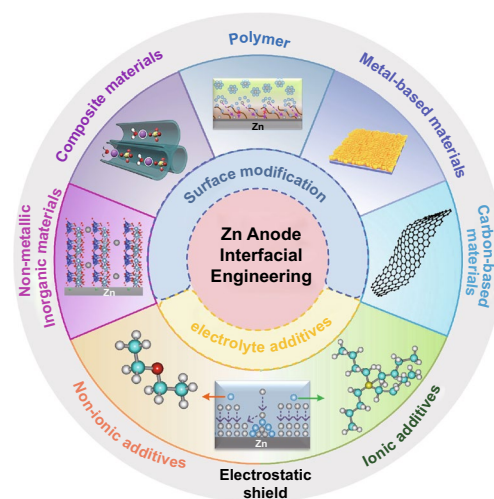 Polymer
Composite materials
Metal-based materials
Zn
Surface modification
Non-metallic
Inorganic materials
Zn
Carbon-based
materials
Zn Anode
Interfacial
Engineering
electrolyte additives
Non-ionic additives
Zn
Ionic additives
Electrostatic
shield